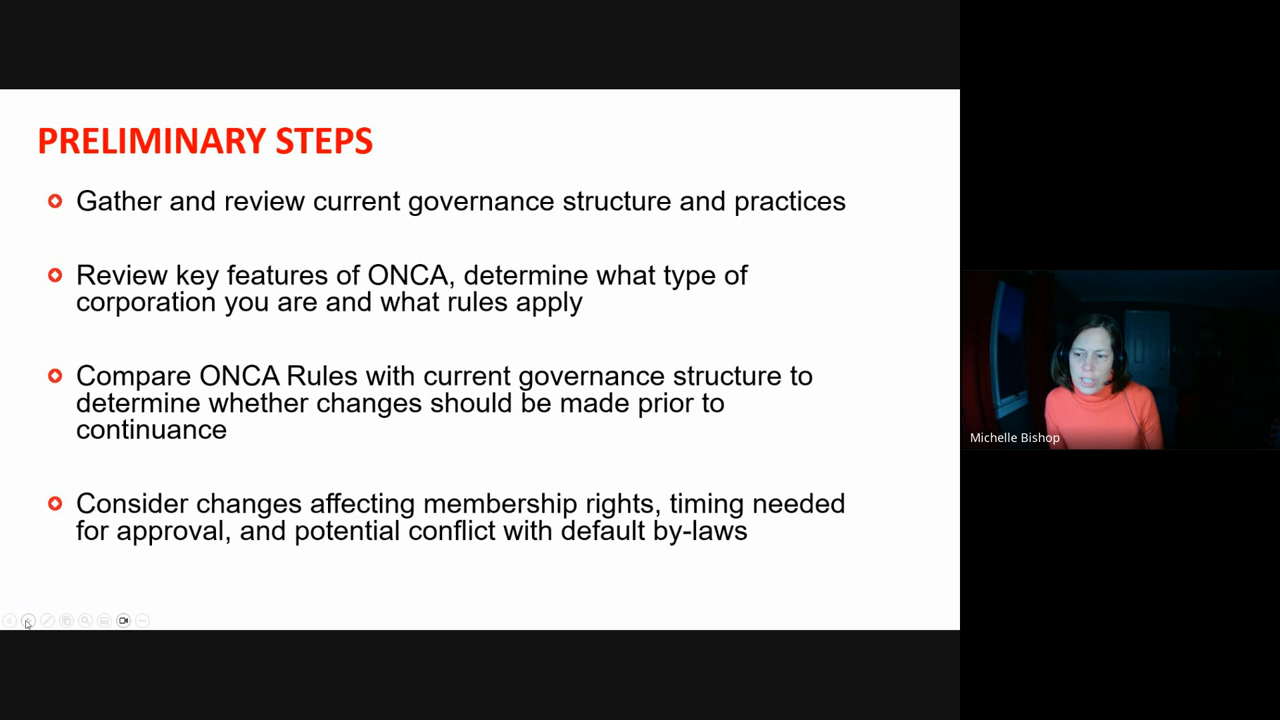 PRELIMINARY STEPS
Gather and review current governance structure and practices
Review key features of ONCA, determine what type of
corporation you are and what rules apply
Compare ONCA Rules with current governance structure to
determine whether changes should be made prior to
continuance
Consider changes affecting membership rights, timing needed
for approval, and potential conflict with default by-laws
Michelle Bishop